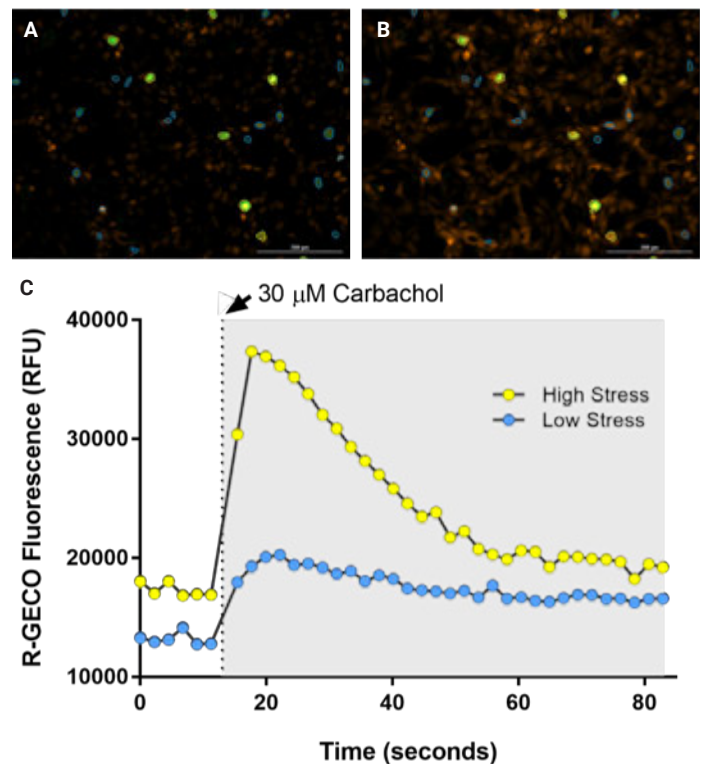 A
B
C
30 µM Carbachol
40000
30000
20000
10000
R-GECO Fluorescence (RFU)
High Stress
Low Stress
0
20
40
60
80
Time (seconds)